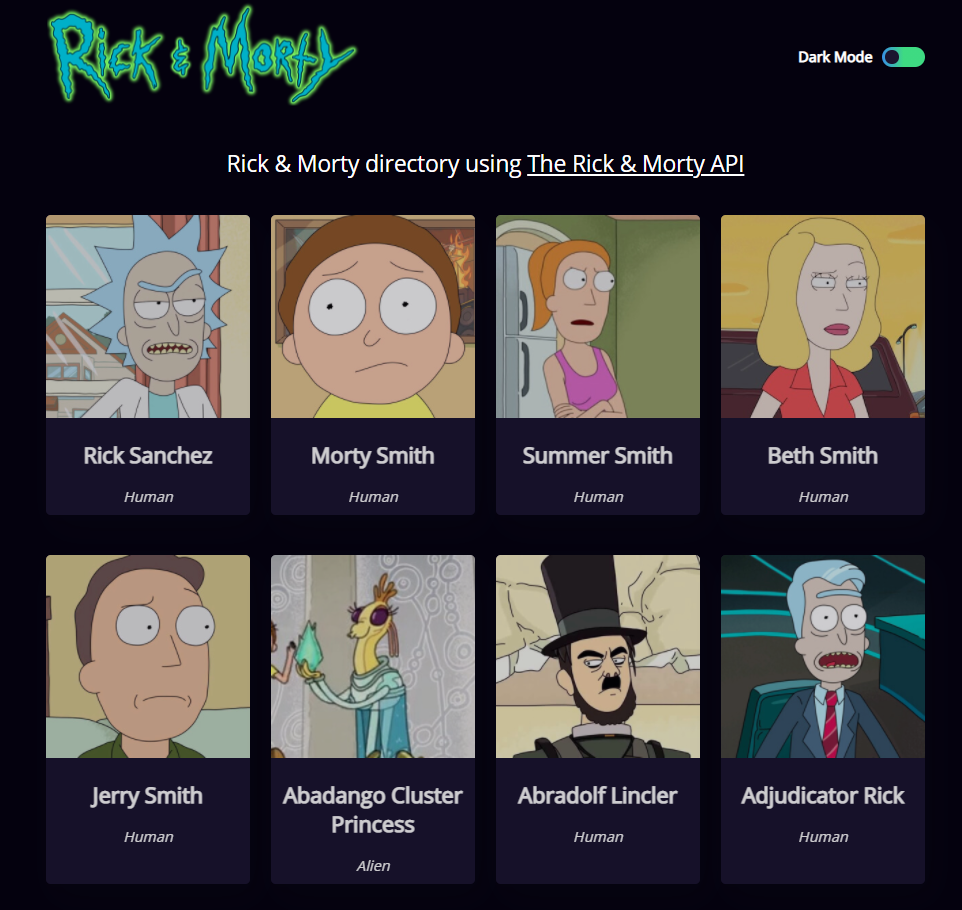 Rick & Morty
Dark Mode
Rick & Morty directory using The Rick & Morty API
Rick Sanchez
Human
Morty Smith
Human
Summer Smith
Human
Beth Smith
Human
Jerry Smith
Human
Abadango Cluster
Princess
Alien
Abradolf Lincler
Human
Adjudicator Rick
Human